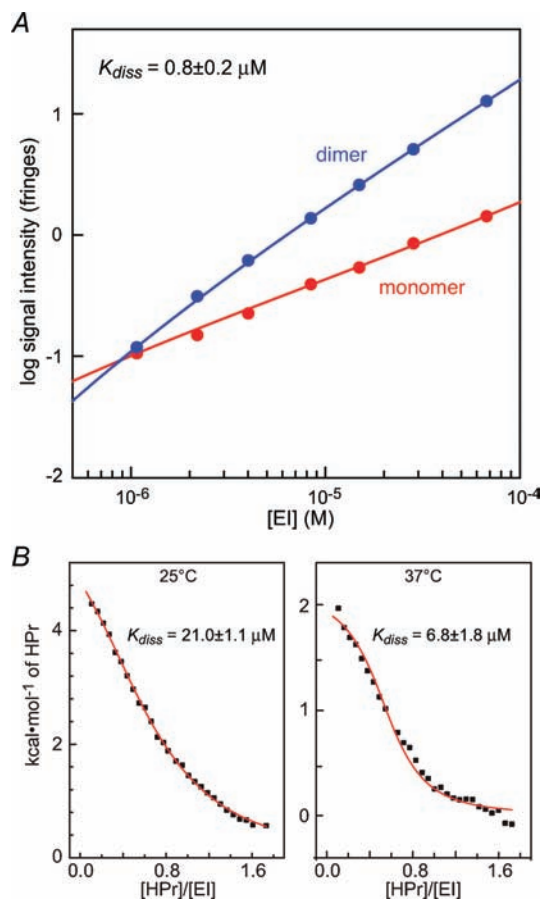 A
K_diss = 0.8±0.2 μM
dimer
monomer
log signal intensity (fringes)
1
0
-1
-2
10⁻⁶
10⁻⁵
10⁻⁴
[EI] (M)
B
25°C
37°C
K_diss = 21.0±1.1 μM
K_diss = 6.8±1.8 μM
kcal•mol⁻¹ of HPr
4
2
0
2
1
0
0.0 0.8 1.6
0.0 0.8 1.6
[HPr]/[EI]
[HPr]/[EI]